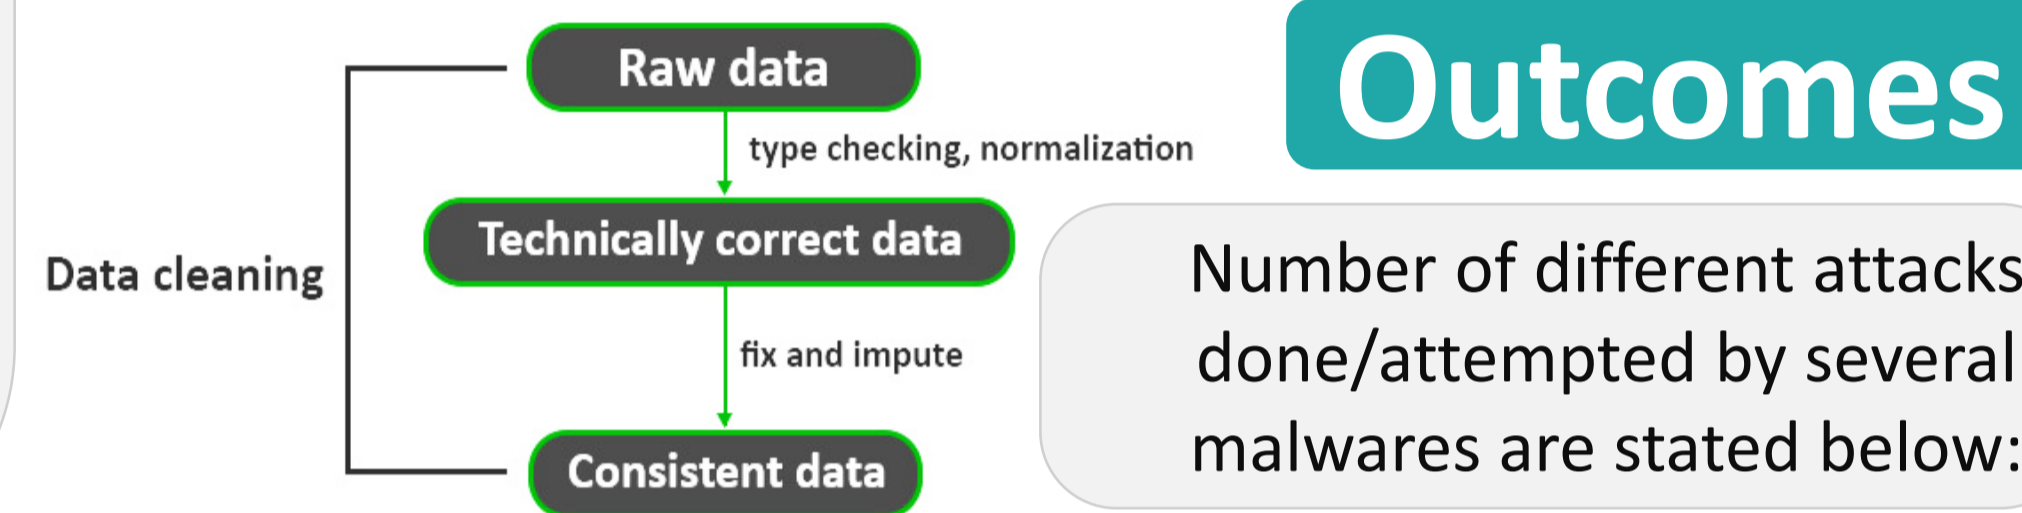 Raw data
type checking, normalization
Technically correct data
Data cleaning
fix and impute
Consistent data
Outcomes
Number of different attacks
done/attempted by several
malwares are stated below: